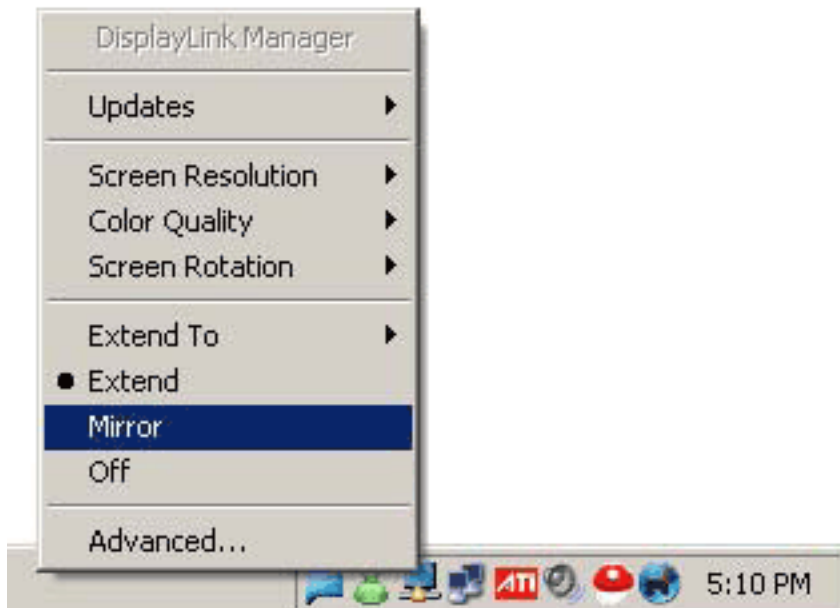 DisplayLink Manager
Updates
Screen Resolution
Color Quality
Screen Rotation
Extend To
Extend
Mirror
Off
Advanced...
ATI
5:10 PM